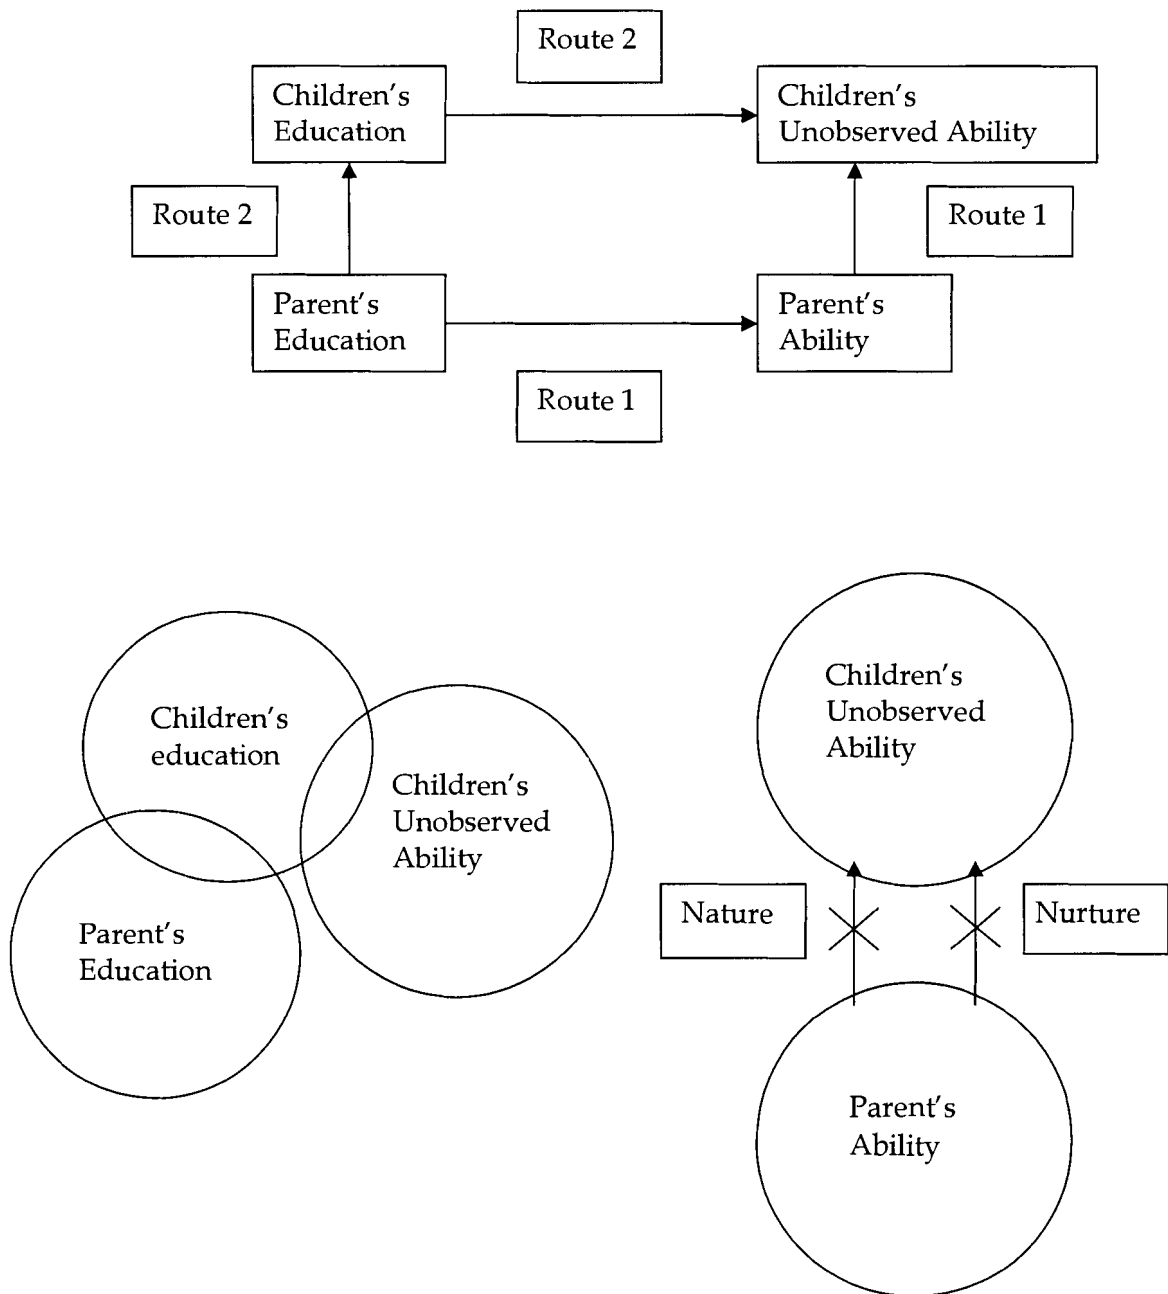 Route 2
Children's
Education
Children's
Unobserved Ability
Route 2
Route 1
Parent's
Education
Parent's
Ability
Route 1
Children's
education
Children's
Unobserved
Ability
Parent's
Education
Children's
Unobserved
Ability
Nature
Nurture
Parent's
Ability